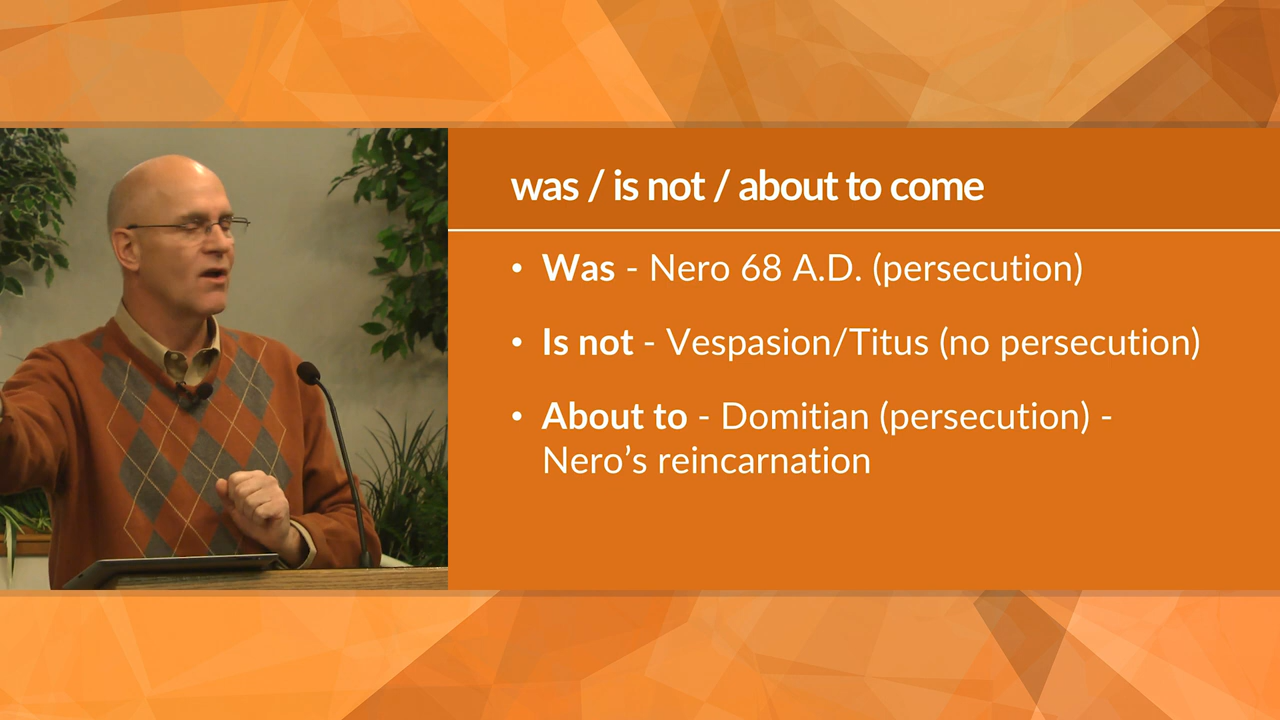 was / is not / about to come
• Was - Nero 68 A.D. (persecution)
• Is not - Vespasion/Titus (no persecution)
• About to - Domitian (persecution) -
Nero's reincarnation